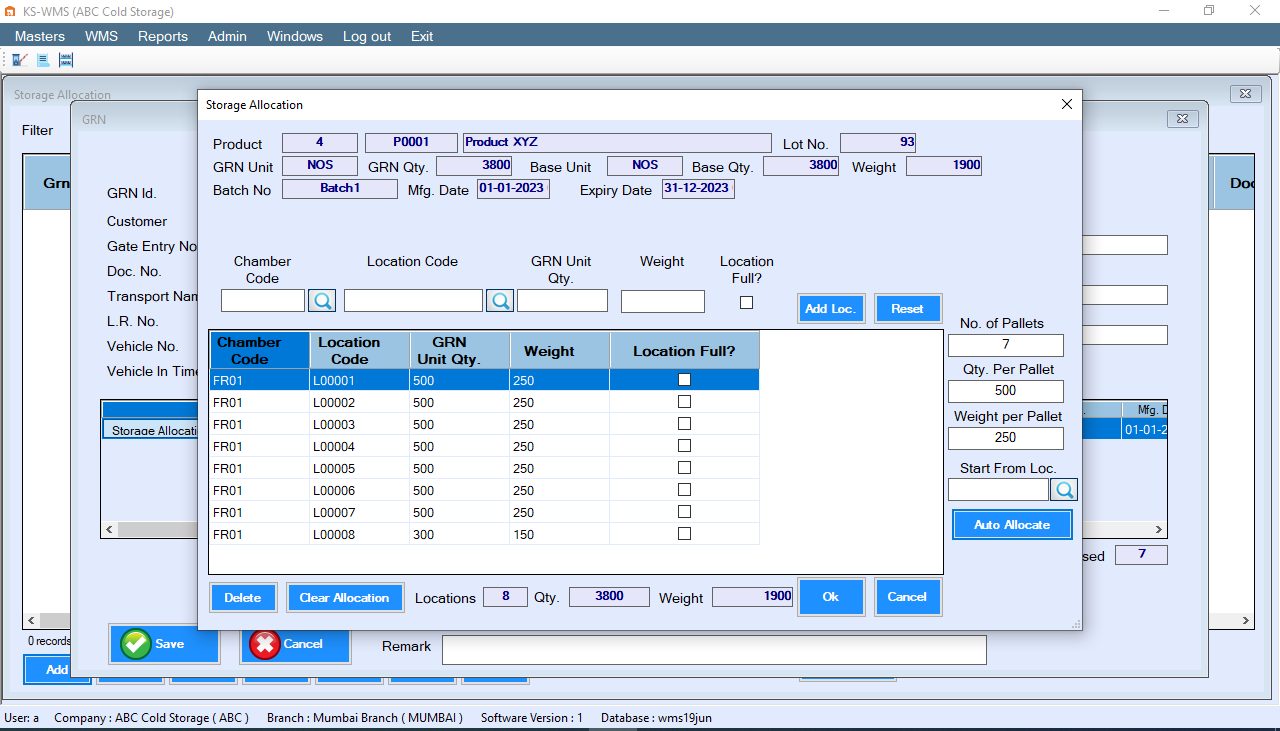 KS-WMS (ABC Cold Storage)
Masters WMS Reports Admin Windows Log out Exit
Storage Allocation
Filter
Grn
Doc
GRN
GRN Id.
Customer
Gate Entry No
Doc. No.
Transport Nam
L.R. No.
Vehicle No.
Vehicle In Time
Storage Allocati
Mfg. D
01-01-2
sed 7
0 records
Add
Save Cancel Remark
Storage Allocation
Product 4 P0001 Product XYZ Lot No. 93
GRN Unit NOS GRN Qty. 3800 Base Unit NOS Base Qty. 3800 Weight 1900
Batch No Batch1 Mfg. Date 01-01-2023 Expiry Date 31-12-2023
Chamber Code Location Code GRN Unit Qty. Weight Location Full?
Add Loc. Reset
Chamber Code Location Code GRN Unit Qty. Weight Location Full?
FR01 L00001 500 250
FR01 L00002 500 250
FR01 L00003 500 250
FR01 L00004 500 250
FR01 L00005 500 250
FR01 L00006 500 250
FR01 L00007 500 250
FR01 L00008 300 150
No. of Pallets
7
Qty. Per Pallet
500
Weight per Pallet
250
Start From Loc.
Auto Allocate
Delete Clear Allocation Locations 8 Qty. 3800 Weight 1900 Ok Cancel
User: a Company : ABC Cold Storage ( ABC ) Branch : Mumbai Branch ( MUMBAI ) Software Version : 1 Database : wms19jun